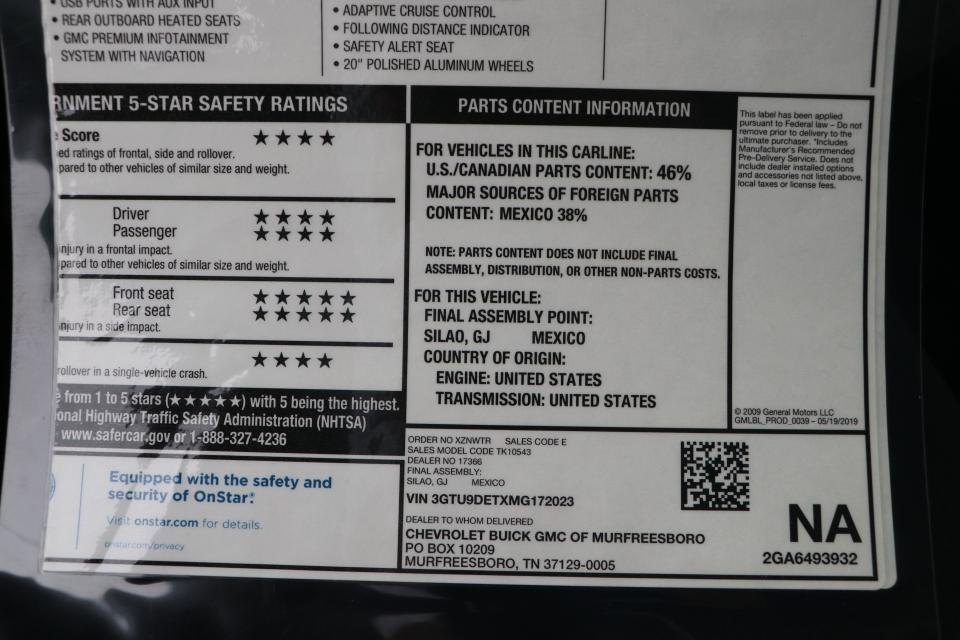 • USB PORTS WITH AUX INPUT
• REAR OUTBOARD HEATED SEATS
• GMC PREMIUM INFOTAINMENT
SYSTEM WITH NAVIGATION
• ADAPTIVE CRUISE CONTROL
• FOLLOWING DISTANCE INDICATOR
• SAFETY ALERT SEAT
• 20" POLISHED ALUMINUM WHEELS
RNMENT 5-STAR SAFETY RATINGS
Score ★★★★
ed ratings of frontal, side and rollover.
pared to other vehicles of similar size and weight.
Driver ★★★★
Passenger ★★★★
injury in a frontal impact.
pared to other vehicles of similar size and weight.
Front seat ★★★★★
Rear seat ★★★★★
injury in a side impact.
★★★★
rollover in a single-vehicle crash.
e from 1 to 5 stars (★★★★★) with 5 being the highest.
onal Highway Traffic Safety Administration (NHTSA)
www.safercar.gov or 1-888-327-4236
Equipped with the safety and
security of OnStar®.
Visit onstar.com for details.
onstar.com/privacy
PARTS CONTENT INFORMATION
FOR VEHICLES IN THIS CARLINE:
U.S./CANADIAN PARTS CONTENT: 46%
MAJOR SOURCES OF FOREIGN PARTS
CONTENT: MEXICO 38%
NOTE: PARTS CONTENT DOES NOT INCLUDE FINAL
ASSEMBLY, DISTRIBUTION, OR OTHER NON-PARTS COSTS.
FOR THIS VEHICLE:
FINAL ASSEMBLY POINT:
SILAO, GJ MEXICO
COUNTRY OF ORIGIN:
ENGINE: UNITED STATES
TRANSMISSION: UNITED STATES
This label has been applied
pursuant to Federal law – Do not
remove prior to delivery to the
ultimate purchaser. *Includes
Manufacturer's Recommended
Pre-Delivery Service. Does not
include dealer installed options
and accessories not listed above,
local taxes or license fees.
© 2009 General Motors LLC
GMLBL_PROD_0039 – 05/19/2019
ORDER NO XZNWTR SALES CODE E
SALES MODEL CODE TK10543
DEALER NO 17366
FINAL ASSEMBLY:
SILAO, GJ MEXICO
VIN 3GTU9DETXMG172023
DEALER TO WHOM DELIVERED
CHEVROLET BUICK GMC OF MURFREESBORO
PO BOX 10209
MURFREESBORO, TN 37129-0005
NA
2GA6493932